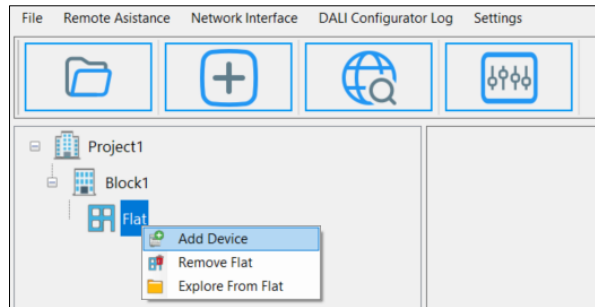 File Remote Asistance Network Interface DALI Configurator Log Settings
Project1
Block1
Flat
Add Device
Remove Flat
Explore From Flat